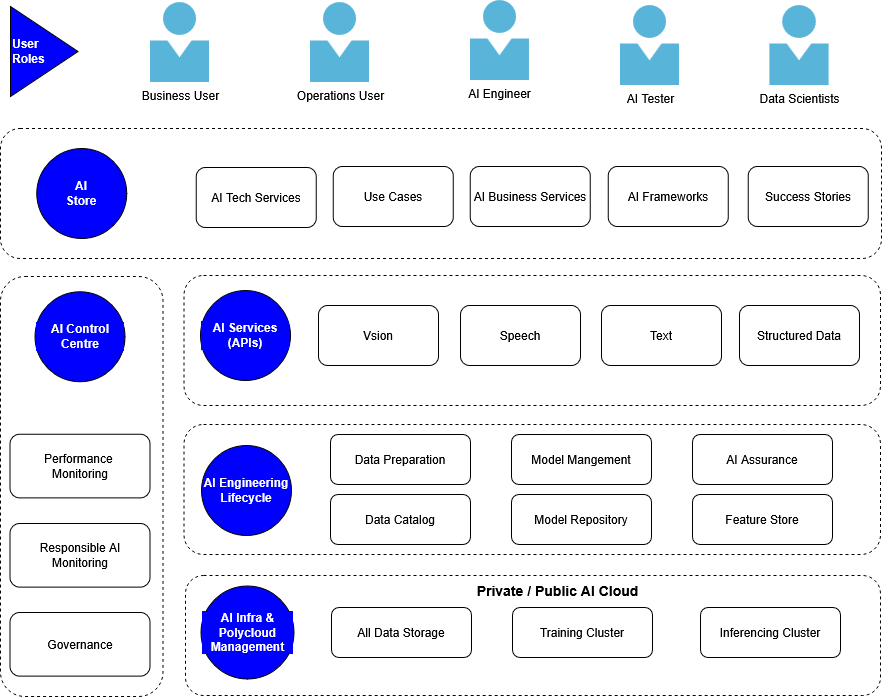 User
Roles
Business User
Operations User
AI Engineer
AI Tester
Data Scientists
AI
Store
AI Tech Services
Use Cases
AI Business Services
AI Frameworks
Success Stories
AI Control
Centre
Performance
Monitoring
Responsible AI
Monitoring
Governance
AI Services
(APIs)
Vsion
Speech
Text
Structured Data
AI Engineering
Lifecycle
Data Preparation
Model Mangement
AI Assurance
Data Catalog
Model Repository
Feature Store
AI Infra &
Polycloud
Management
Private / Public AI Cloud
All Data Storage
Training Cluster
Inferencing Cluster